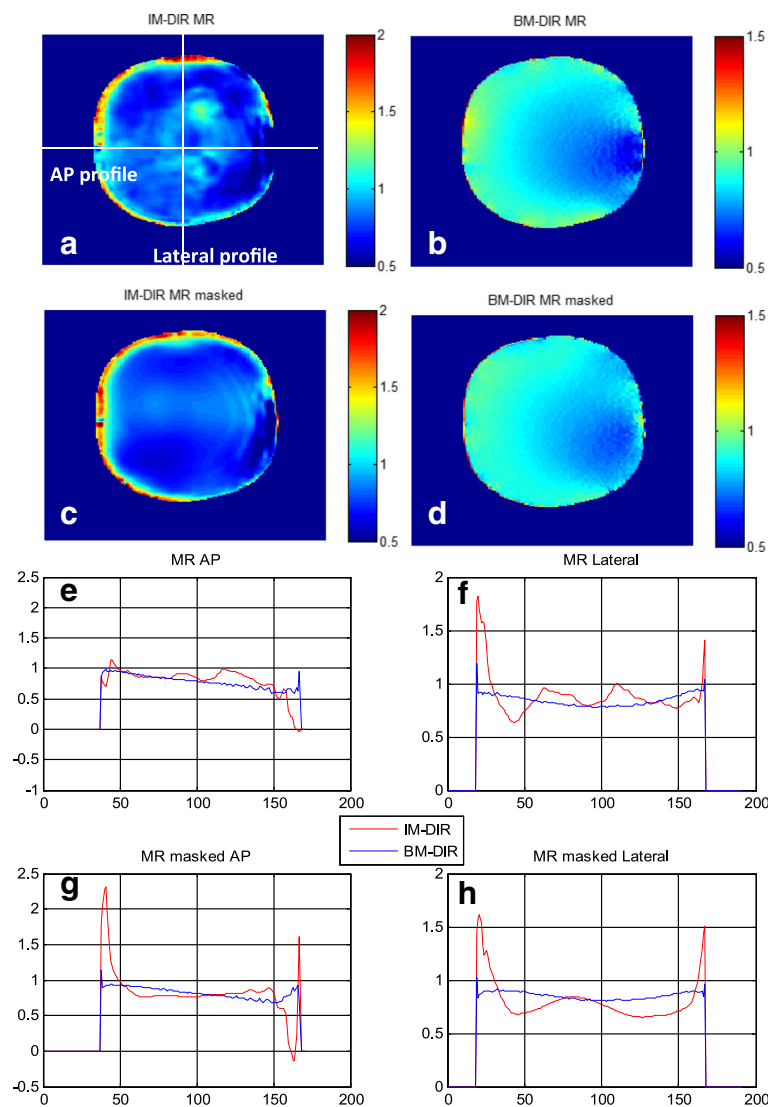 IM-DIR MR
BM-DIR MR
2
1.5
1
0.5
1.5
1
0.5
AP profile
Lateral profile
a
b
IM-DIR MR masked
BM-DIR MR masked
2
1.5
1
0.5
1.5
1
0.5
c
d
MR AP
MR Lateral
e
f
2.5
2
1.5
1
0.5
0
-0.5
-1
0 50 100 150 200
2
1.5
1
0.5
0
0 50 100 150 200
IM-DIR
BM-DIR
MR masked AP
MR masked Lateral
g
h
2.5
2
1.5
1
0.5
0
-0.5
0 50 100 150 200
2
1.5
1
0.5
0
0 50 100 150 200